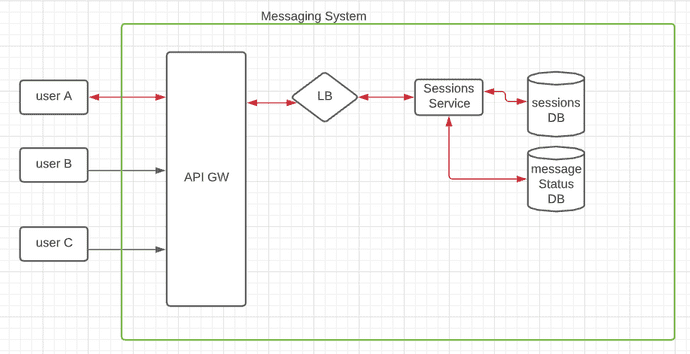 Messaging System
user A
user B
user C
API GW
LB
Sessions
Service
sessions
DB
message
Status
DB